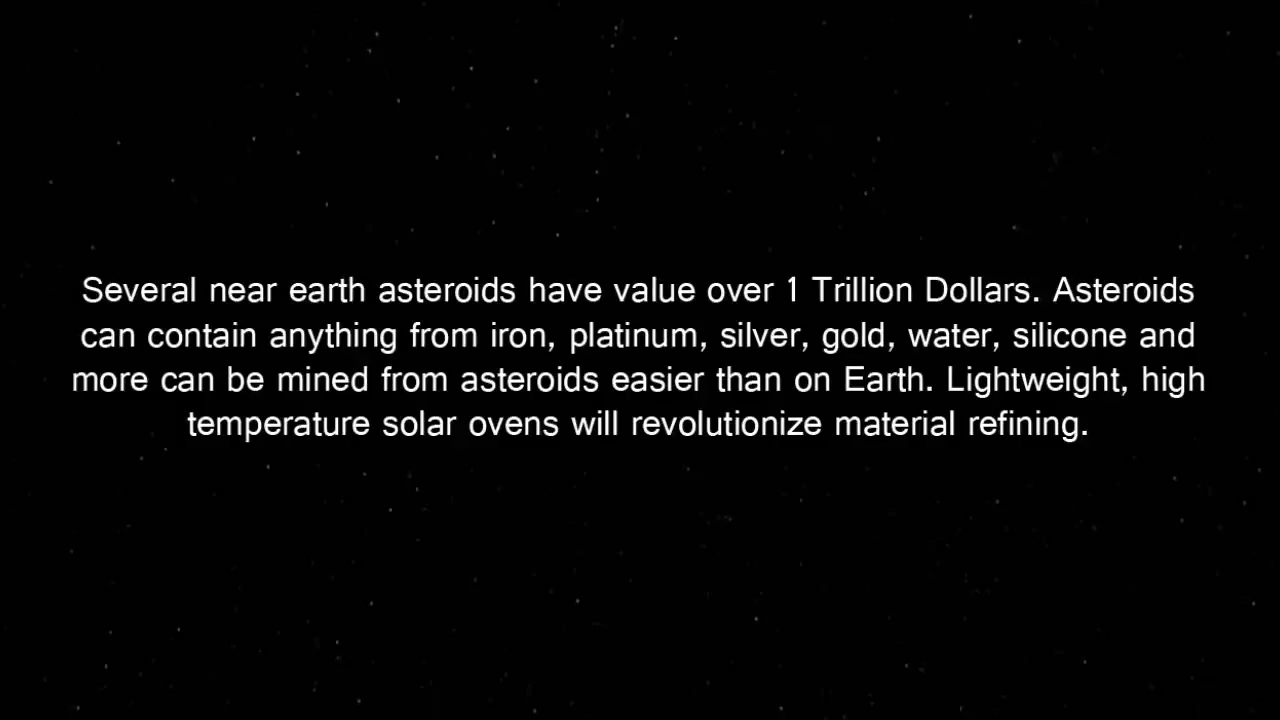 Several near earth asteroids have value over 1 Trillion Dollars. Asteroids
can contain anything from iron, platinum, silver, gold, water, silicone and
more can be mined from asteroids easier than on Earth. Lightweight, high
temperature solar ovens will revolutionize material refining.